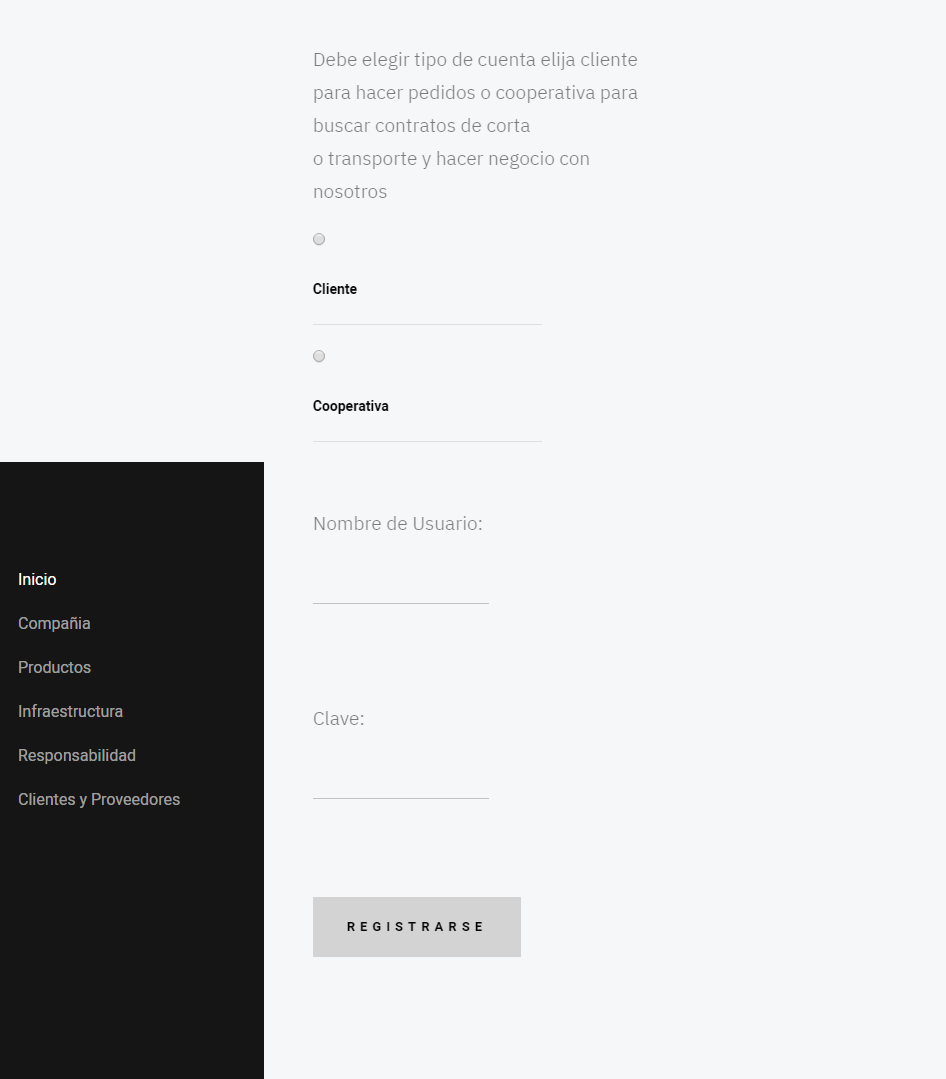 Debe elegir tipo de cuenta elija cliente
para hacer pedidos o cooperativa para
buscar contratos de corta
o transporte y hacer negocio con
nosotros
Cliente
Cooperativa
Nombre de Usuario:
Clave:
REGISTRARSE
Inicio
Compañia
Productos
Infraestructura
Responsabilidad
Clientes y Proveedores